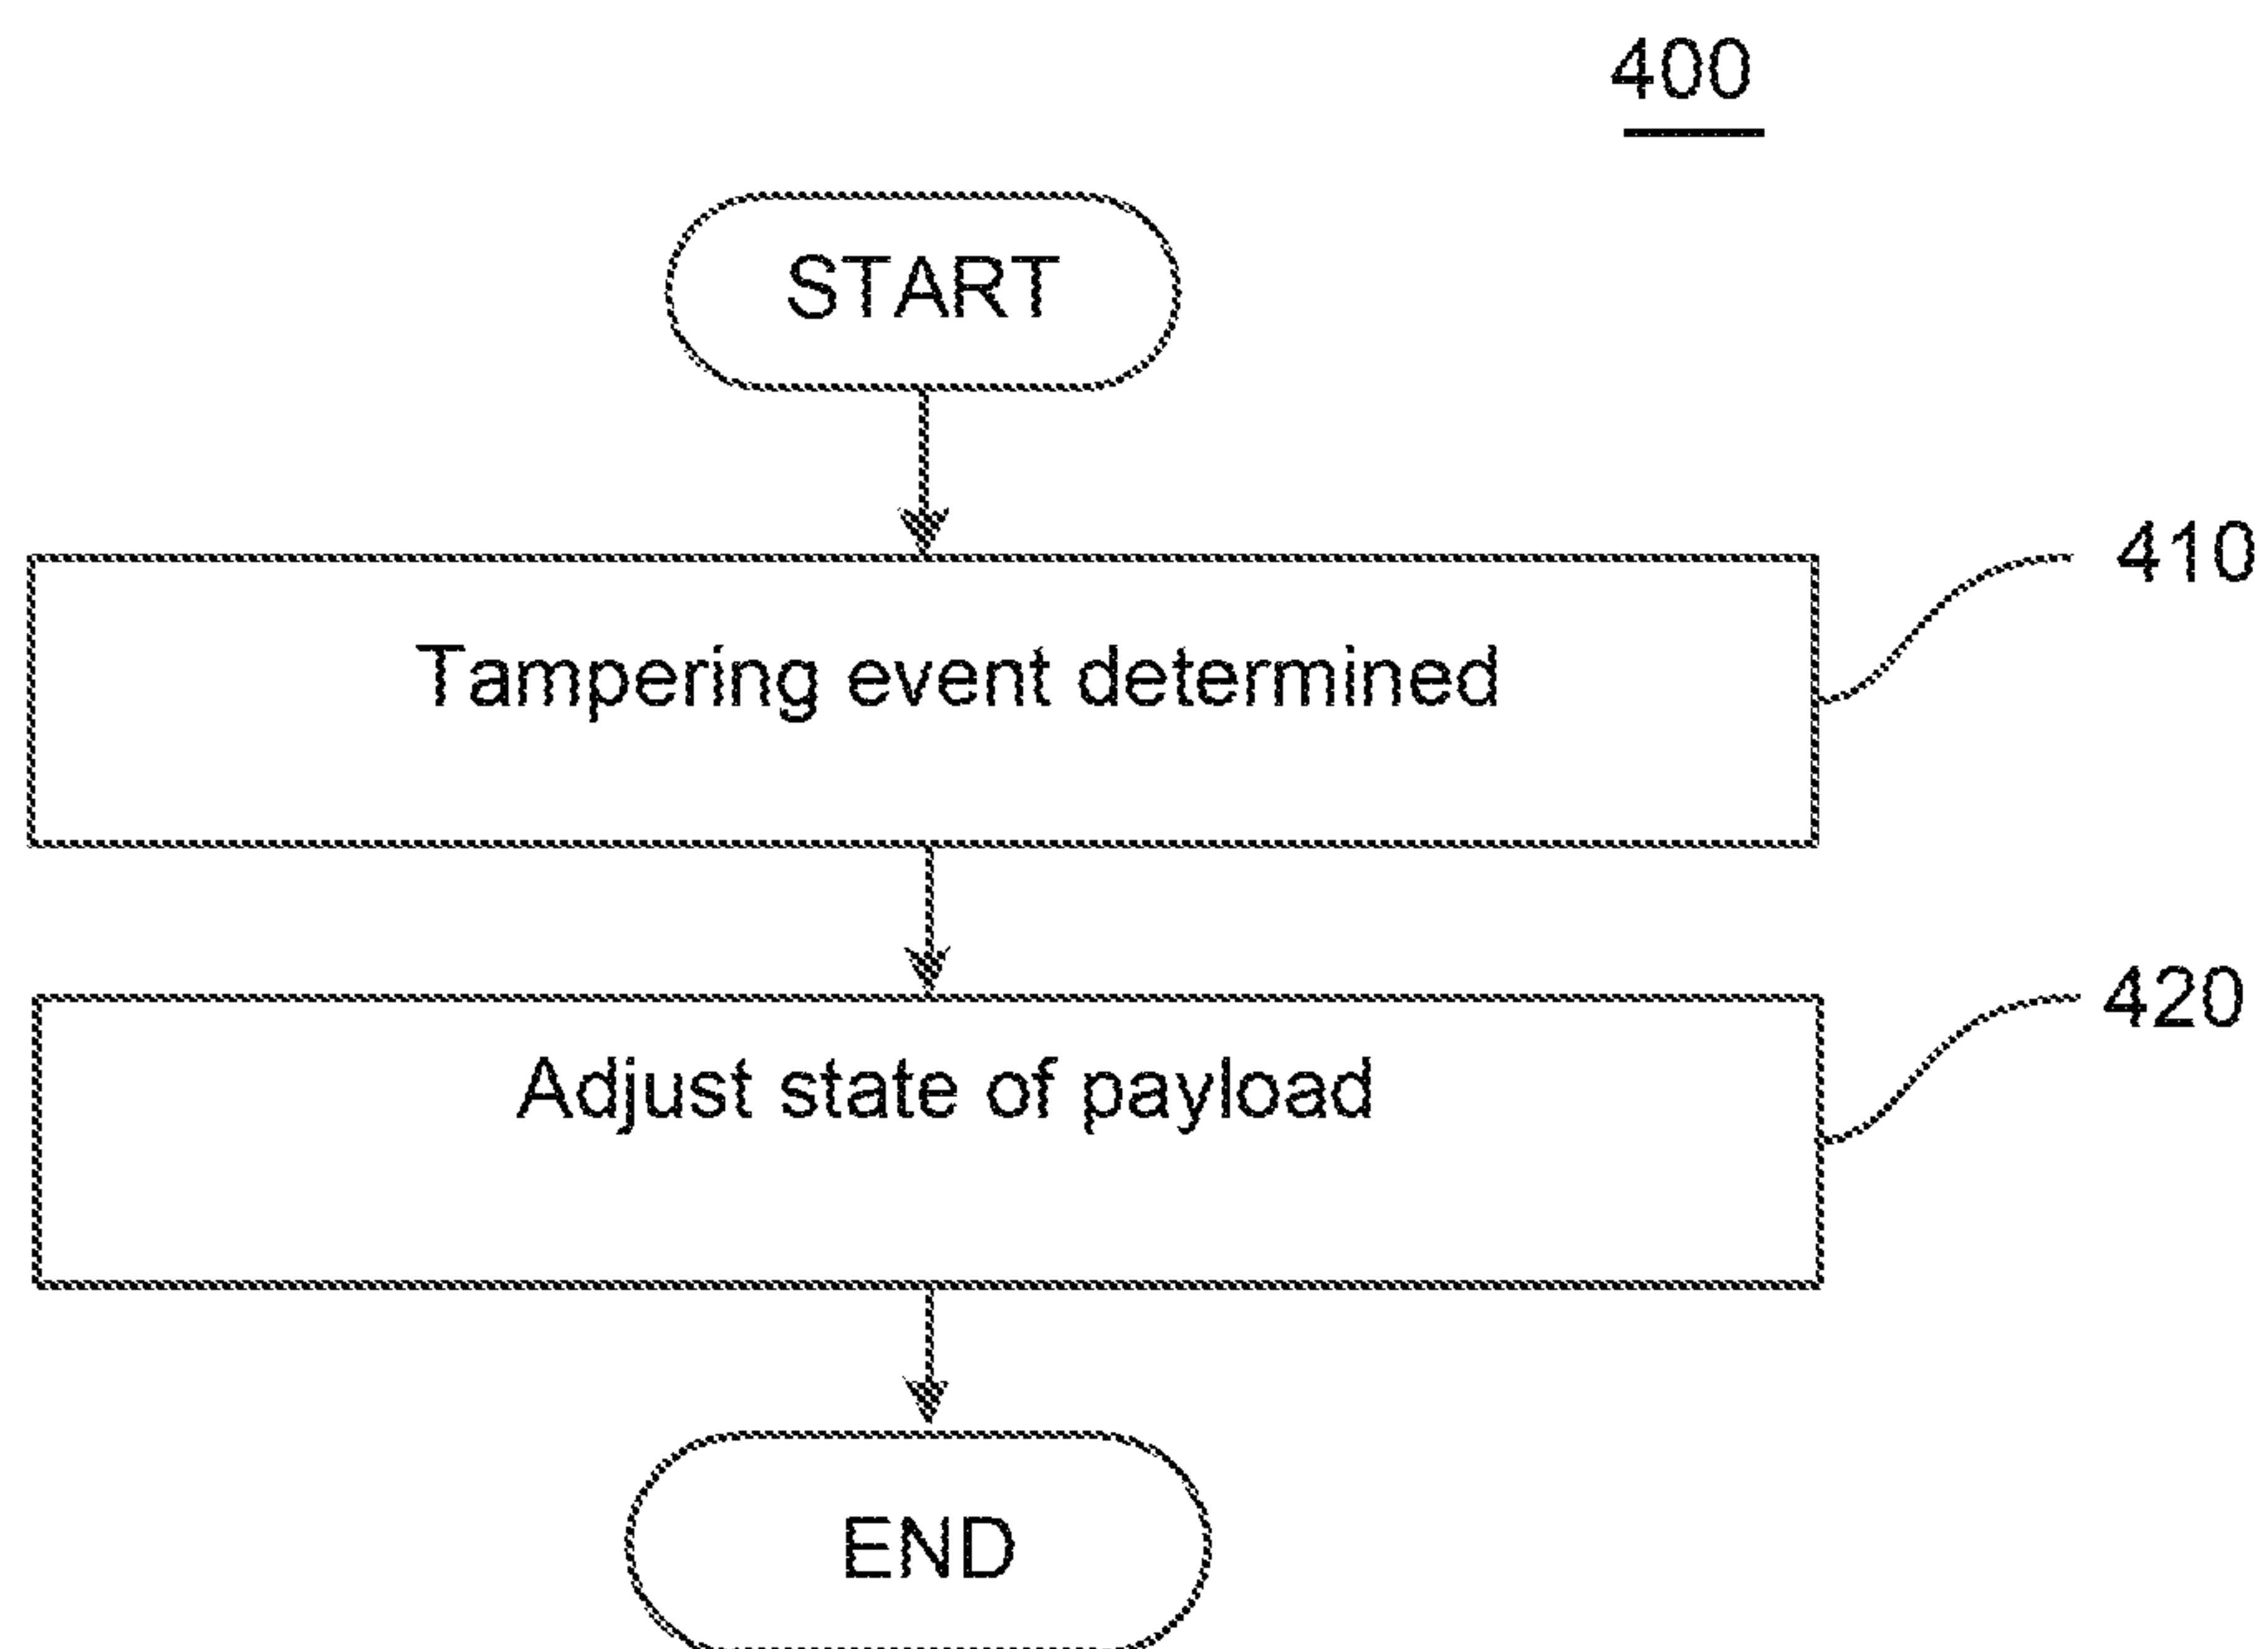 400
START
Tampering event determined
410
Adjust state of payload
420
END